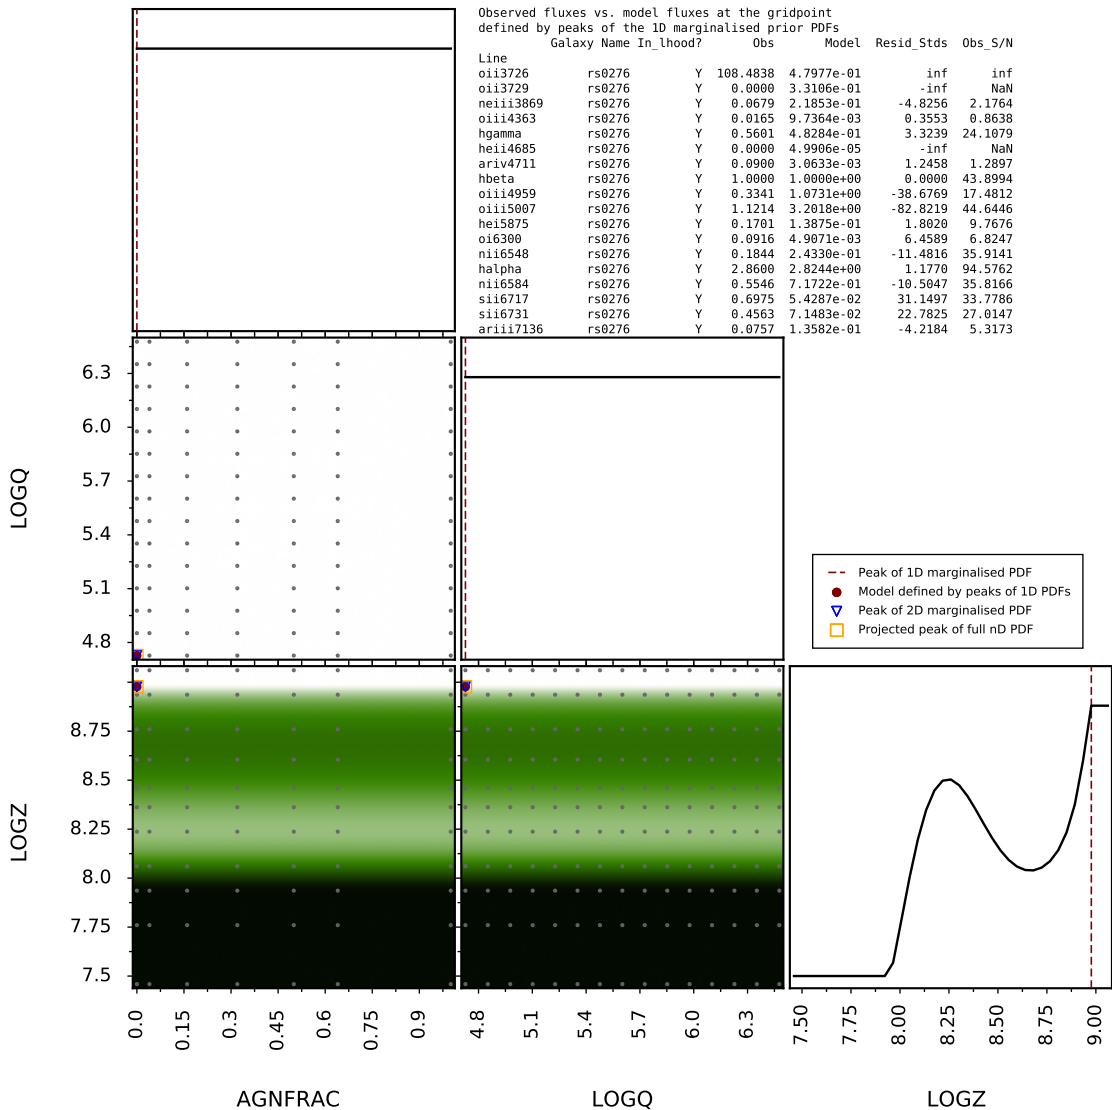 Observed fluxes vs. model fluxes at the gridpoint
defined by peaks of the 1D marginalised prior PDFs
Galaxy Name In_lhood? Obs Model Resid_Stds Obs_S/N
Line
oii3726 rs0276 Y 108.4838 4.7977e-01 inf inf
oii3729 rs0276 Y 0.0000 3.3106e-01 -inf NaN
neiii3869 rs0276 Y 0.0679 2.1853e-01 -4.8256 2.1764
oiii4363 rs0276 Y 0.0165 9.7364e-03 0.3553 0.8638
hgamma rs0276 Y 0.5601 4.8284e-01 3.3239 24.1079
heii4685 rs0276 Y 0.0000 4.9906e-05 -inf NaN
ariv4711 rs0276 Y 0.0900 3.0633e-03 1.2458 1.2897
hbeta rs0276 Y 1.0000 1.0000e+00 0.0000 43.8994
oiii4959 rs0276 Y 0.3341 1.0731e+00 -38.6769 17.4812
oiii5007 rs0276 Y 1.1214 3.2018e+00 -82.8219 44.6446
hei5875 rs0276 Y 0.1701 1.3875e-01 1.8020 9.7676
oi6300 rs0276 Y 0.0916 4.9071e-03 6.4589 6.8247
nii6548 rs0276 Y 0.1844 2.4330e-01 -11.4816 35.9141
halpha rs0276 Y 2.8600 2.8244e+00 1.1770 94.5762
nii6584 rs0276 Y 0.5546 7.1722e-01 -10.5047 35.8166
sii6717 rs0276 Y 0.6975 5.4287e-02 31.1497 33.7786
sii6731 rs0276 Y 0.4563 7.1483e-02 22.7825 27.0147
ariii7136 rs0276 Y 0.0757 1.3582e-01 -4.2184 5.3173
LOGQ
6.3
6.0
5.7
5.4
5.1
4.8
Peak of 1D marginalised PDF
Model defined by peaks of 1D PDFs
Peak of 2D marginalised PDF
Projected peak of full nD PDF
LOGZ
8.75
8.5
8.25
8.0
7.75
7.5
0.0 0.15 0.3 0.45 0.6 0.75 0.9
4.8 5.1 5.4 5.7 6.0 6.3
7.50 7.75 8.00 8.25 8.50 8.75 9.00
AGNFRAC
LOGQ
LOGZ